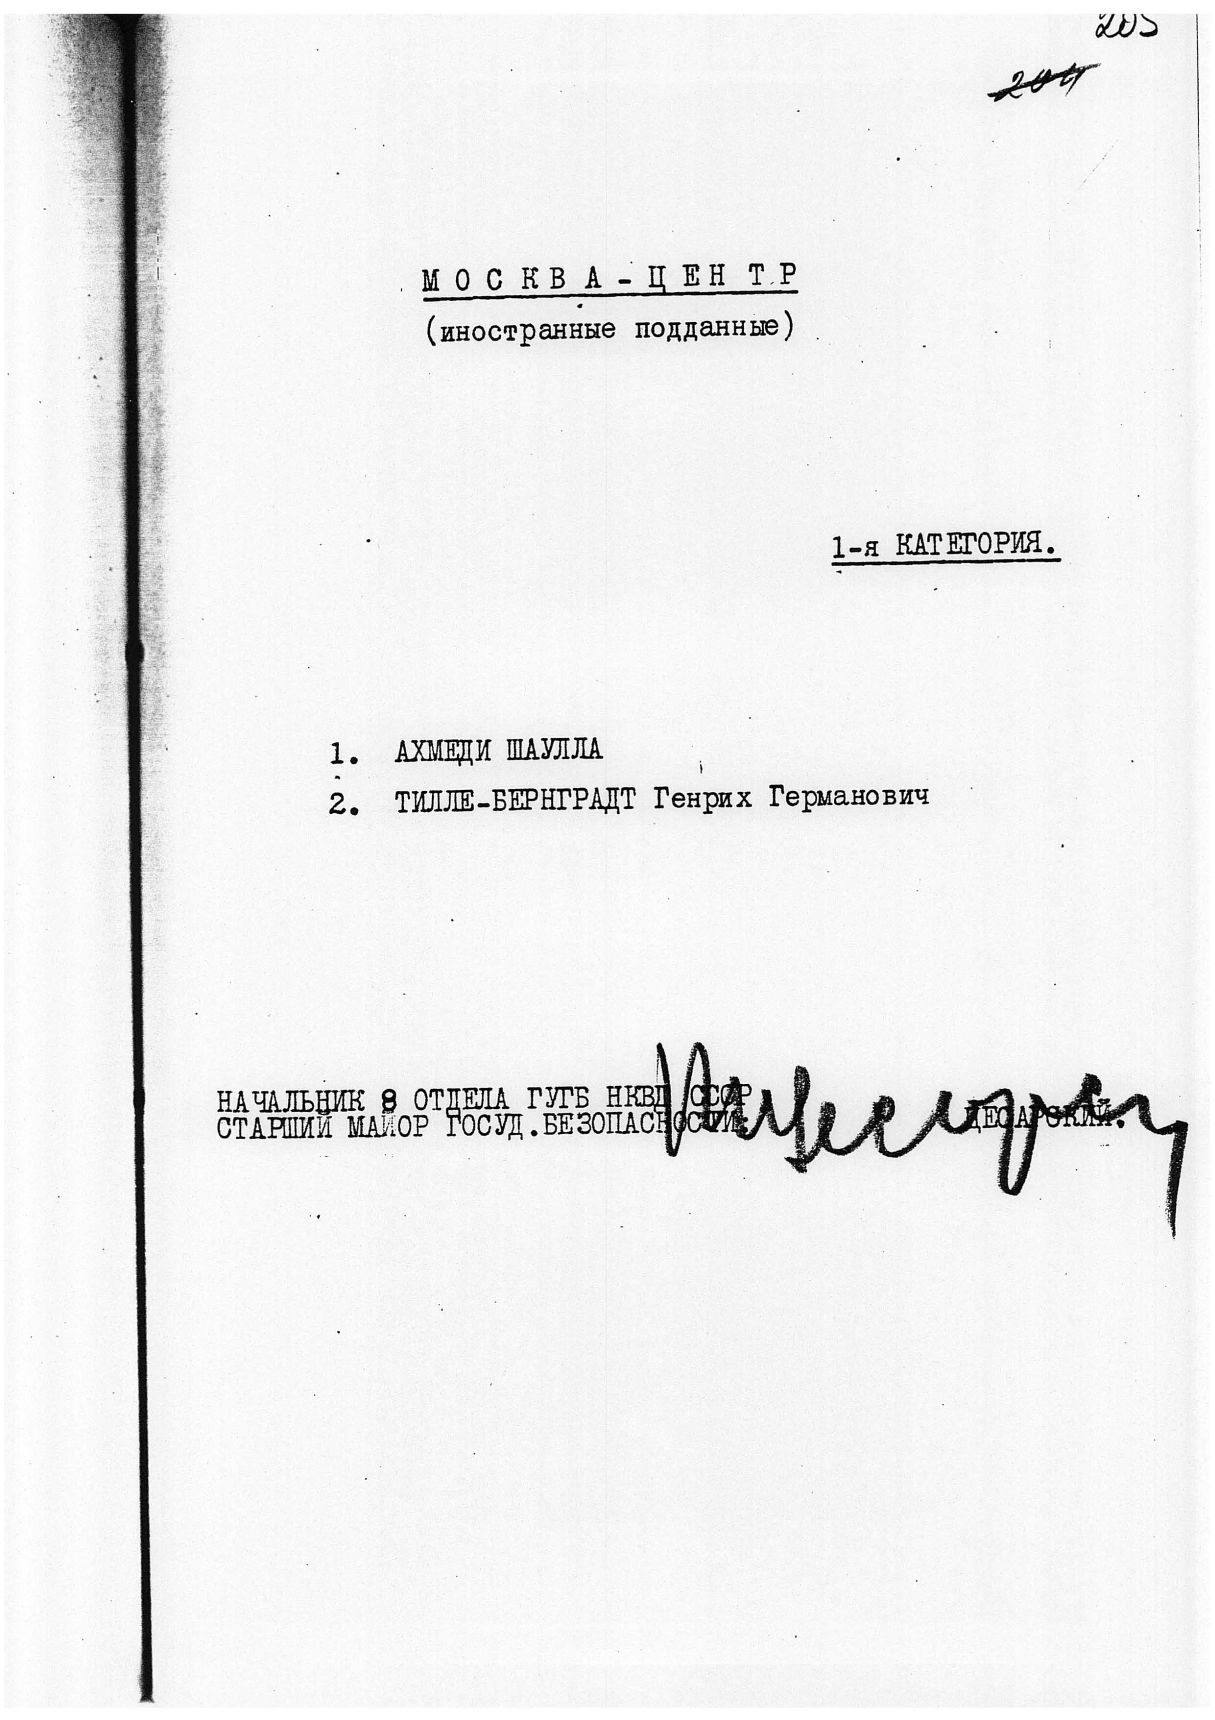 205
204
МОСКВА-ЦЕНТР
(иностранные подданные)
1-я КАТЕГОРИЯ.
1. АХМЕДИ ШАУЛЛА
2. ТИЛЛЕ-БЕРНГРАДТ Генрих Германович
НАЧАЛЬНИК 8 ОТДЕЛА ГУГБ НКВД СССР
СТАРШИЙ МАЙОР ГОСУД.БЕЗОПАСНОСТИ:
ЦЕСАРСКИЙ.